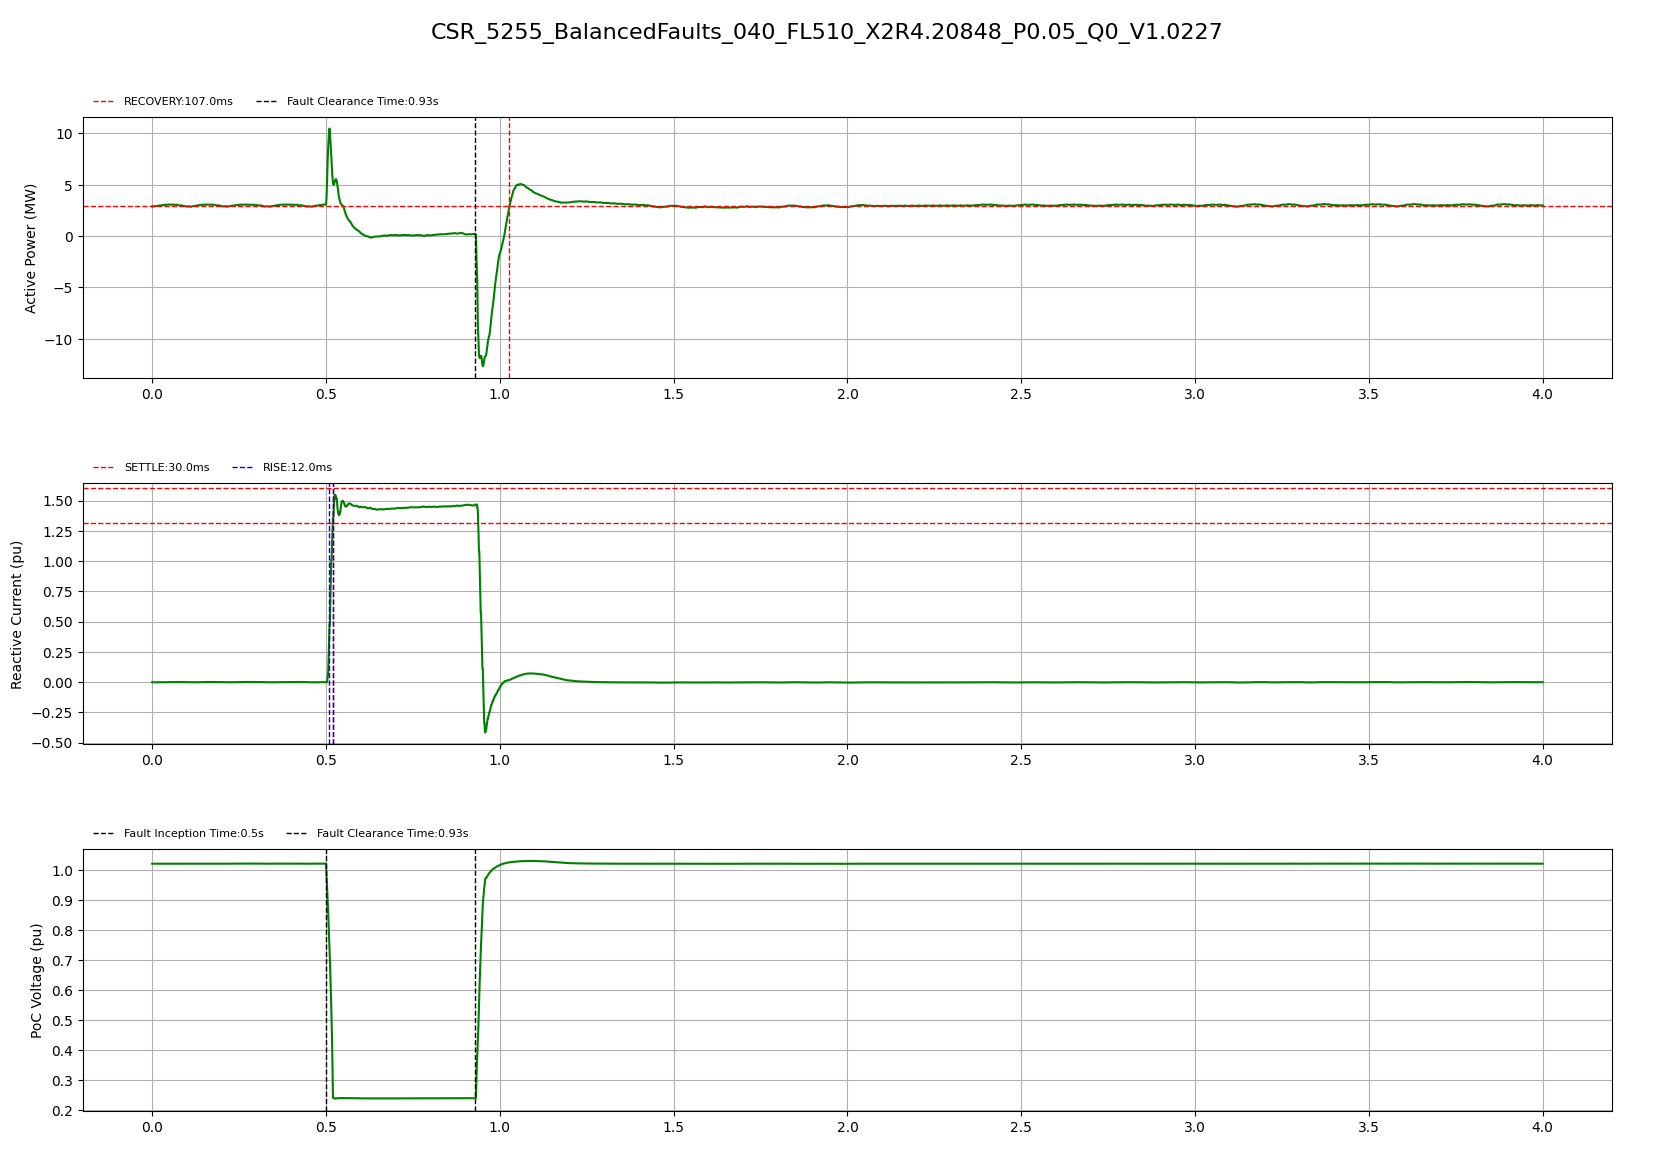 CSR_5255_BalancedFaults_040_FL510_X2R4.20848_P0.05_Q0_V1.0227
RECOVERY:107.0ms Fault Clearance Time:0.93s
Active Power (MW)
10
5
0
−5
−10
0.0 0.5 1.0 1.5 2.0 2.5 3.0 3.5 4.0
SETTLE:30.0ms RISE:12.0ms
Reactive Current (pu)
1.50
1.25
1.00
0.75
0.50
0.25
0.00
−0.25
−0.50
0.0 0.5 1.0 1.5 2.0 2.5 3.0 3.5 4.0
Fault Inception Time:0.5s Fault Clearance Time:0.93s
PoC Voltage (pu)
1.0
0.9
0.8
0.7
0.6
0.5
0.4
0.3
0.2
0.0 0.5 1.0 1.5 2.0 2.5 3.0 3.5 4.0